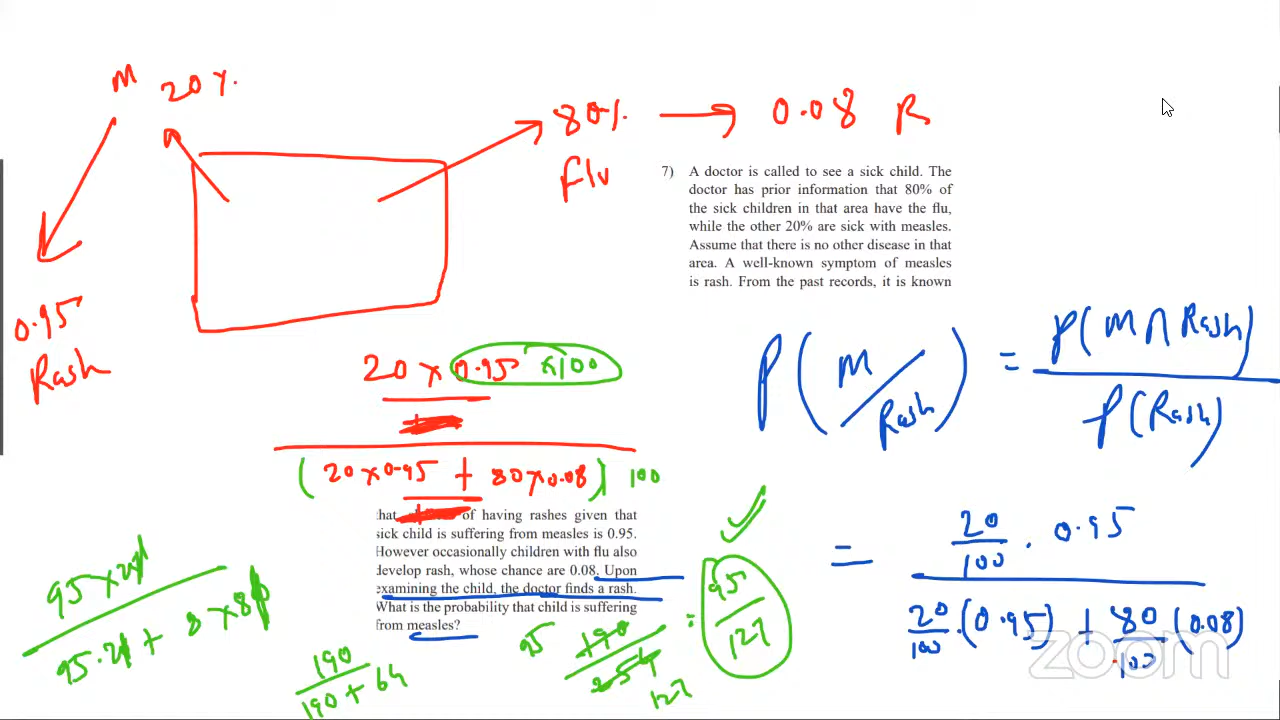 M 20%.
80% → 0.08 R
Flu
7) A doctor is called to see a sick child. The
doctor has prior information that 80% of
the sick children in that area have the flu,
while the other 20% are sick with measles.
Assume that there is no other disease in that
area. A well-known symptom of measles
is rash. From the past records, it is known
0.95
Rash
20 × 0.95 ×100
(20×0.95 + 80×0.08) 100
P(M/Rash) = P(M∩Rash)
P(Rash)
that of having rashes given that
sick child is suffering from measles is 0.95.
However occasionally children with flu also
develop rash, whose chance are 0.08. Upon
examining the child, the doctor finds a rash.
What is the probability that child is suffering
from measles?
= 20/100 . 0.95
20/100 .(0.95) + 80/100 (0.08)
95×2
95.2 + 8×8
190
190 + 64
95 190
254
127
= 95
127
zoom